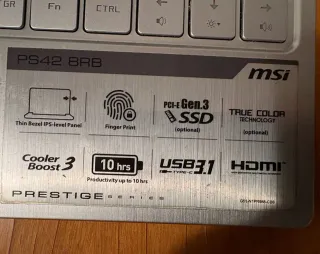 GR
Fn
CTRL
PS42 8RB
msi
Thin Bezel IPS-level Panel
Finger Print
PCI-E Gen.3
SSD
(optional)
TRUE COLOR
TECHNOLOGY
(optional)
Cooler
Boost 3
10 hrs
Productivity up to 10 hrs
USB 3.1
TYPE-C
HDMI
PRESTIGE SERIES